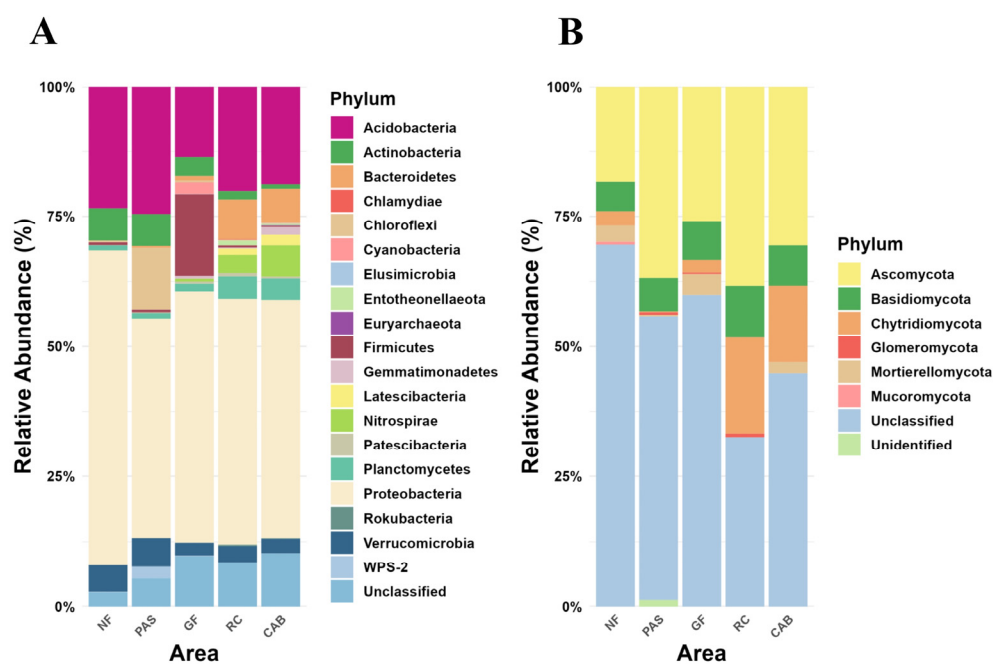 A
100%
75%
50%
25%
0%
Relative Abundance (%)
NF
PAS
GF
RC
CAB
Area
Phylum
Acidobacteria
Actinobacteria
Bacteroidetes
Chlamydiae
Chloroflexi
Cyanobacteria
Elusimicrobia
Entotheonellaeota
Euryarchaeota
Firmicutes
Gemmatimonadetes
Latescibacteria
Nitrospirae
Patescibacteria
Planctomycetes
Proteobacteria
Rokubacteria
Verrucomicrobia
WPS-2
Unclassified
B
100%
75%
50%
25%
0%
Relative Abundance (%)
NF
PAS
GF
RC
CAB
Area
Phylum
Ascomycota
Basidiomycota
Chytridiomycota
Glomeromycota
Mortierellomycota
Mucoromycota
Unclassified
Unidentified